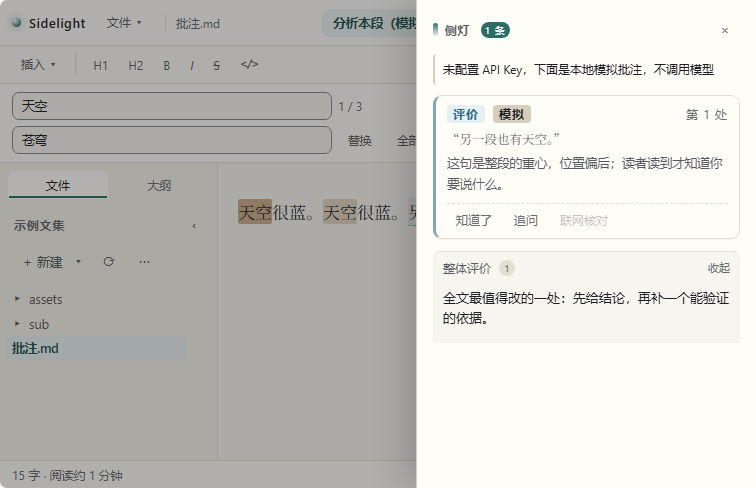 Sidelight 文件 批注.md 分析本段（模拟
插入 H1 H2 B I S </>
天空 1 / 3
苍穹 替换 全部
文件 大纲
示例文集
+ 新建 ...
assets
sub
批注.md
天空很蓝。天空很蓝。
15 字 · 阅读约 1 分钟
侧灯 1 条 ×
未配置 API Key，下面是本地模拟批注，不调用模型
评价 模拟 第 1 处
“另一段也有天空。”
这句是整段的重心，位置偏后；读者读到才知道你
要说什么。
知道了 追问 联网核对
整体评价 1 收起
全文最值得改的一处：先给结论，再补一个能验证
的依据。